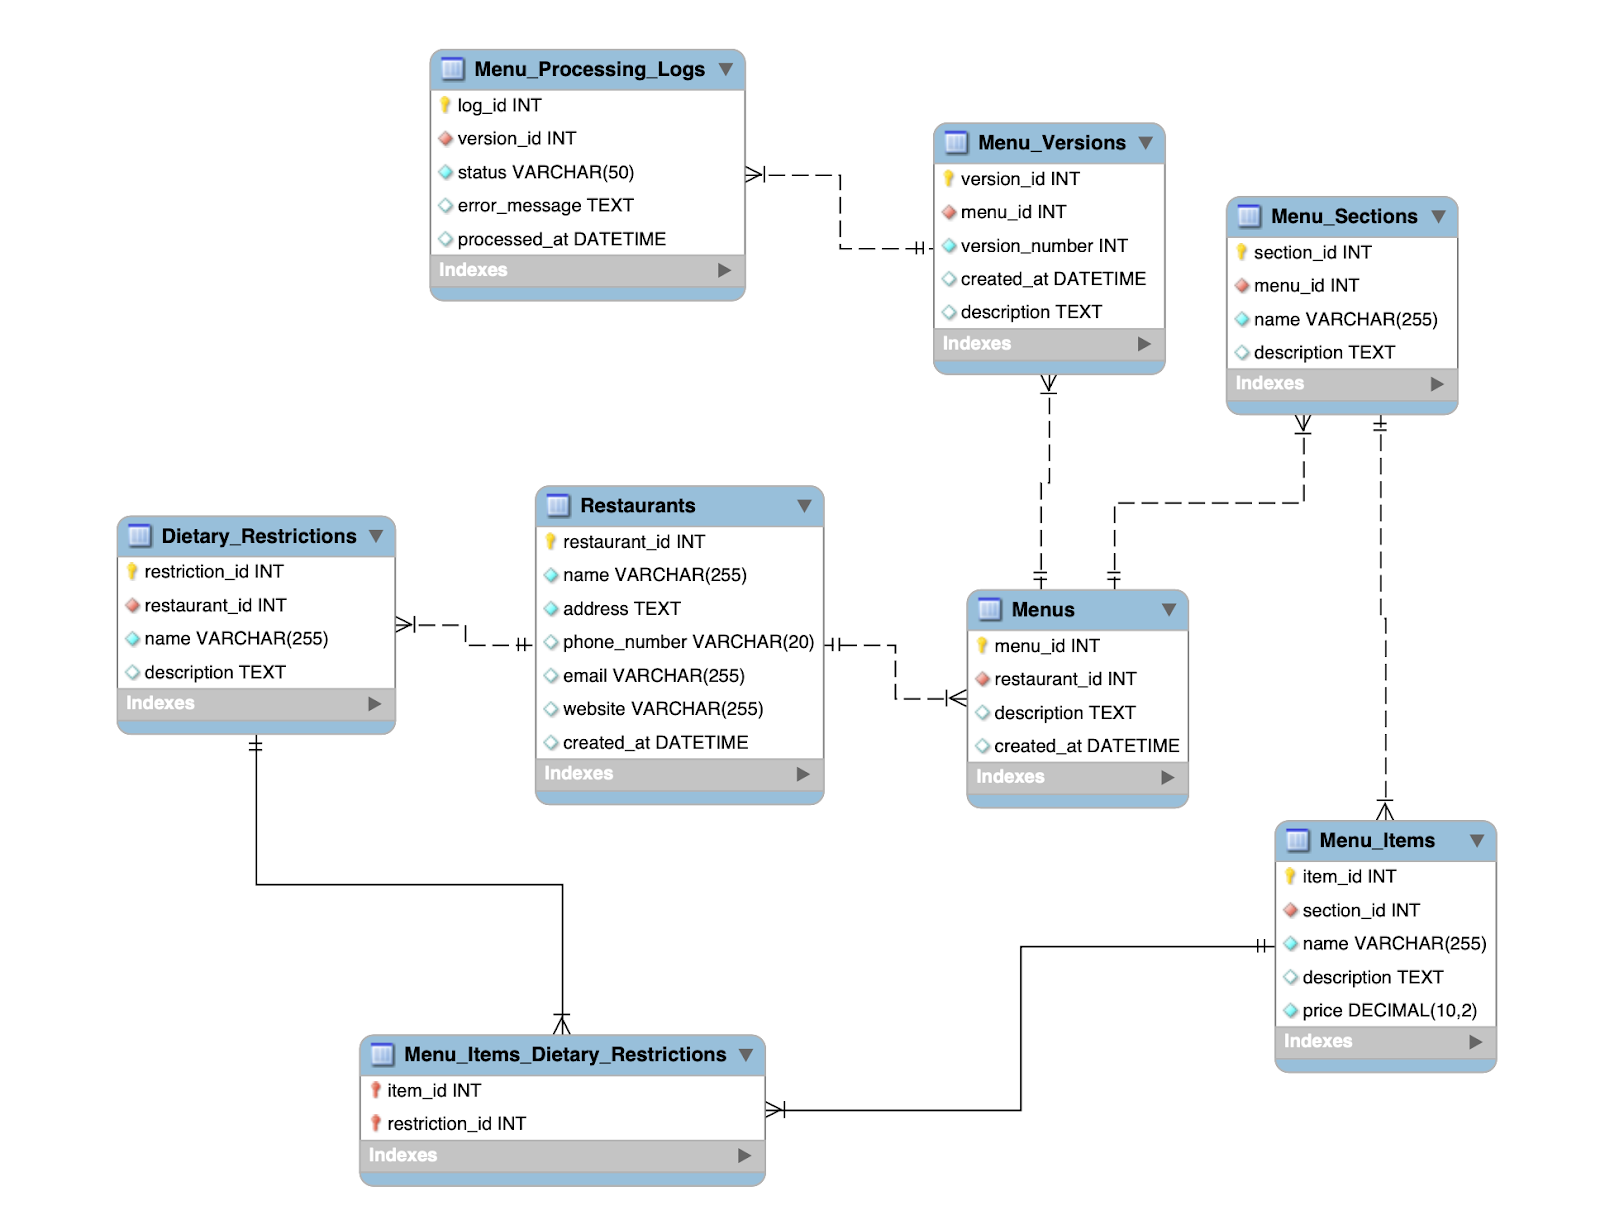 Menu_Processing_Logs
log_id INT
version_id INT
status VARCHAR(50)
error_message TEXT
processed_at DATETIME
Indexes
Menu_Versions
version_id INT
menu_id INT
version_number INT
created_at DATETIME
description TEXT
Indexes
Menu_Sections
section_id INT
menu_id INT
name VARCHAR(255)
description TEXT
Indexes
Dietary_Restrictions
restriction_id INT
restaurant_id INT
name VARCHAR(255)
description TEXT
Indexes
Restaurants
restaurant_id INT
name VARCHAR(255)
address TEXT
phone_number VARCHAR(20)
email VARCHAR(255)
website VARCHAR(255)
created_at DATETIME
Indexes
Menus
menu_id INT
restaurant_id INT
description TEXT
created_at DATETIME
Indexes
Menu_Items
item_id INT
section_id INT
name VARCHAR(255)
description TEXT
price DECIMAL(10,2)
Indexes
Menu_Items_Dietary_Restrictions
item_id INT
restriction_id INT
Indexes